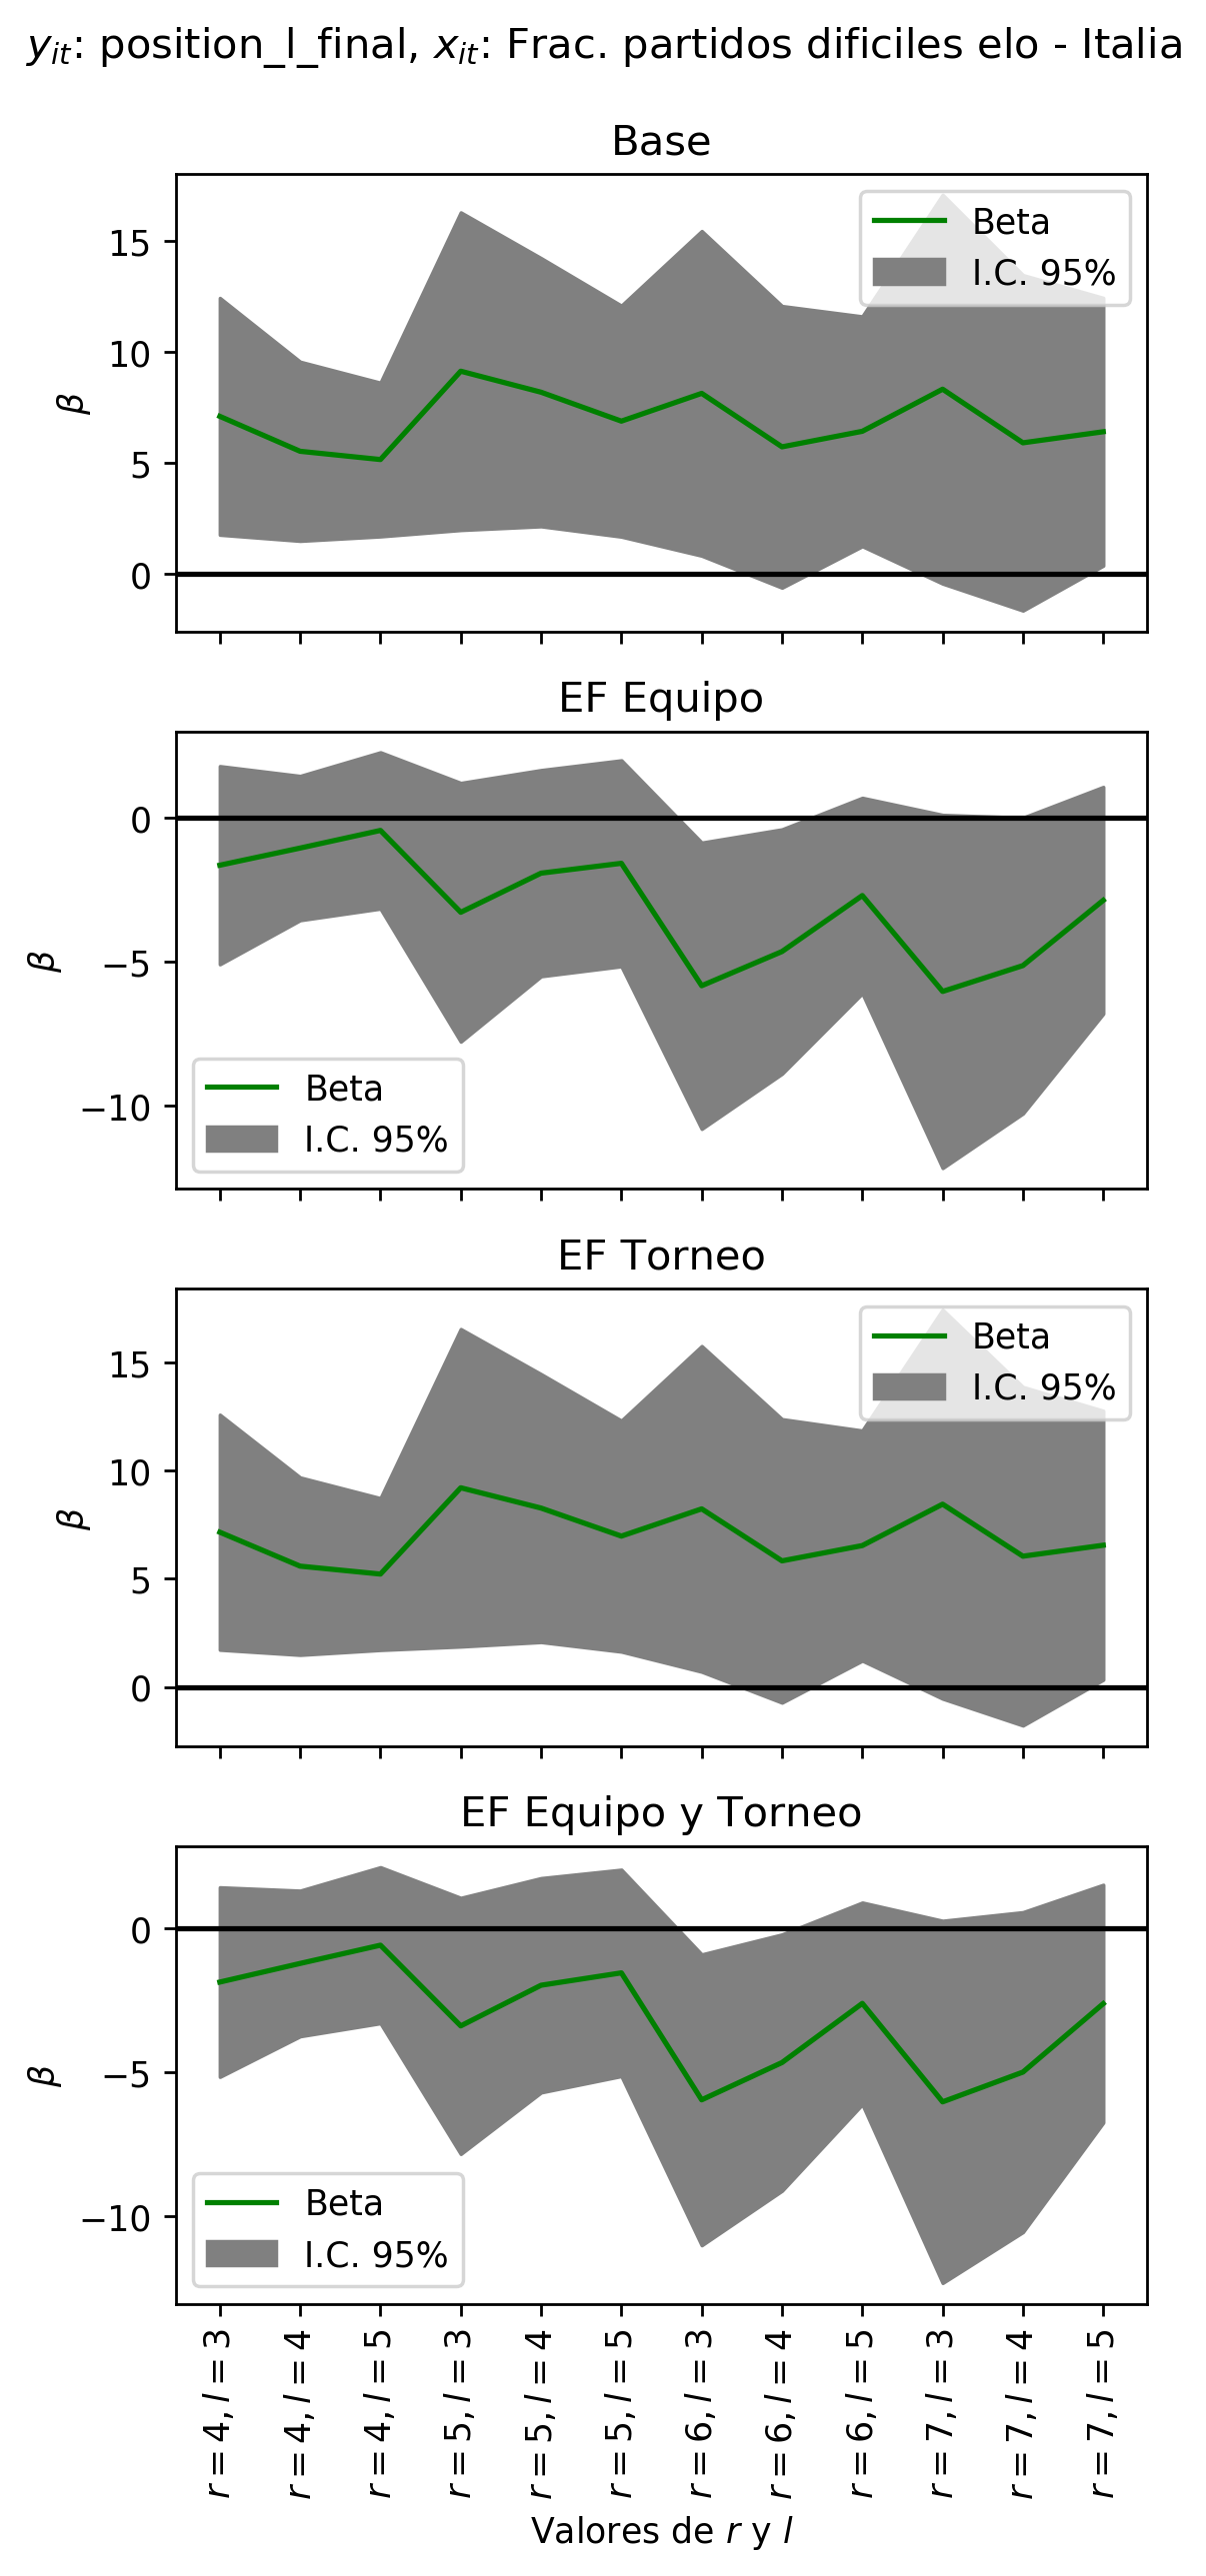 y_it: position_l_final, x_it: Frac. partidos dificiles elo - Italia
Base
Beta
I.C. 95%
15
10
5
0
β
EF Equipo
0
−5
−10
β
Beta
I.C. 95%
EF Torneo
Beta
I.C. 95%
15
10
5
0
β
EF Equipo y Torneo
0
−5
−10
β
Beta
I.C. 95%
r = 4, l = 3
r = 4, l = 4
r = 4, l = 5
r = 5, l = 3
r = 5, l = 4
r = 5, l = 5
r = 6, l = 3
r = 6, l = 4
r = 6, l = 5
r = 7, l = 3
r = 7, l = 4
r = 7, l = 5
Valores de r y l